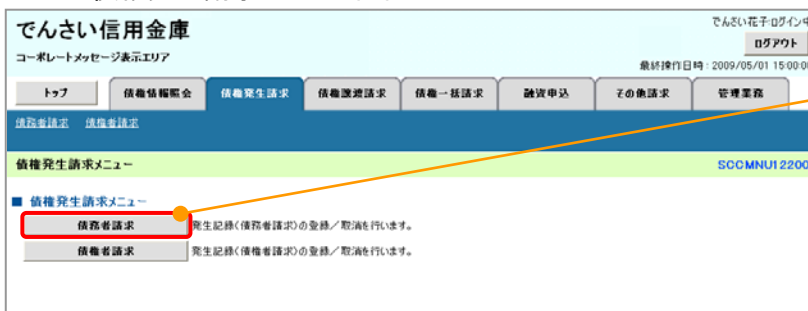 でんさい信用金庫
でんさい花子ログイン中
コーポレートメッセージ表示エリア
ログアウト
最終操作日時：2009/05/01 15:00:00
トップ 債権情報照会 債権発生請求 債権譲渡請求 債権一括請求 融資申込 その他請求 管理業務
債務者請求 債権者請求
債権発生請求メニュー SCCMNU12200
■ 債権発生請求メニュー
債務者請求 発生記録（債務者請求）の登録／取消を行います。
債権者請求 発生記録（債権者請求）の登録／取消を行います。